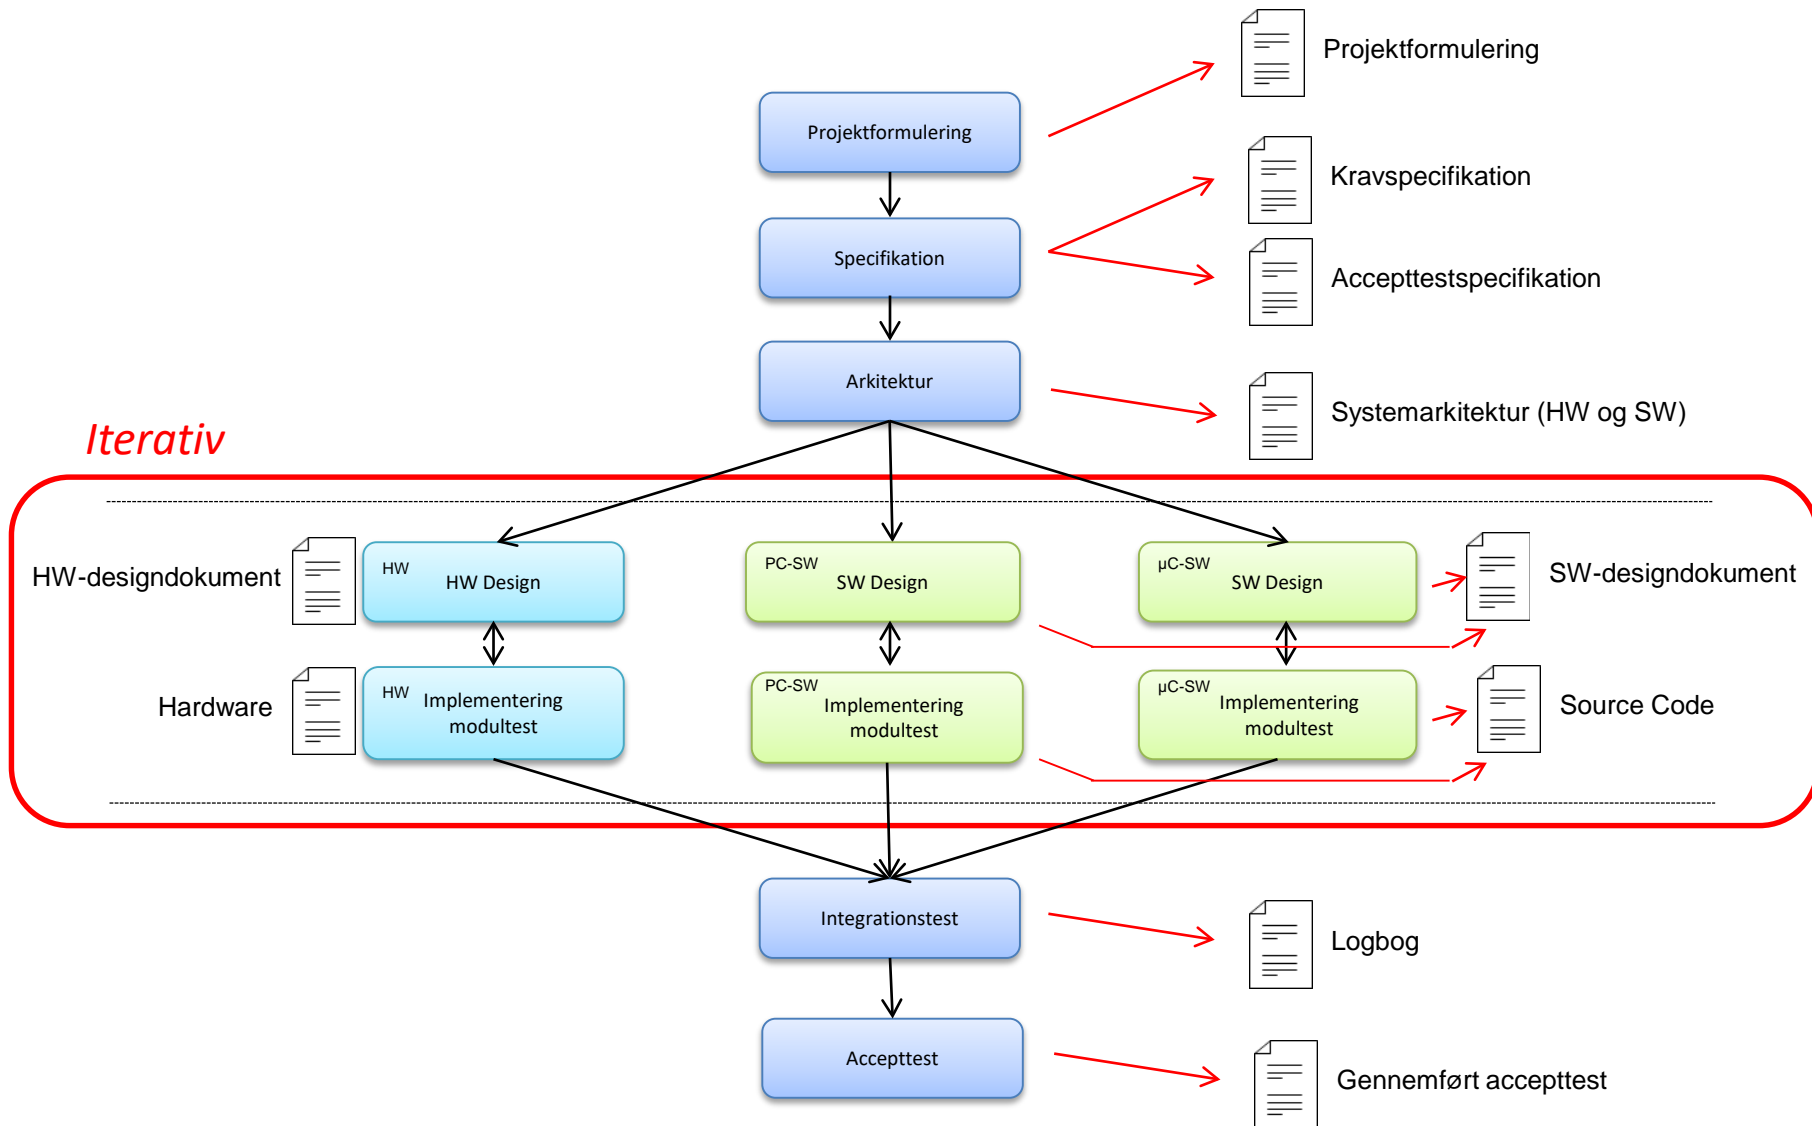 Projektformulering
Projektformulering
Kravspecifikation
Specifikation
Accepttestspecifikation
Arkitektur
Systemarkitektur (HW og SW)
Iterativ
HW-designdokument
HW
HW Design
PC-SW
SW Design
µC-SW
SW Design
SW-designdokument
Hardware
HW
Implementering
modultest
PC-SW
Implementering
modultest
µC-SW
Implementering
modultest
Source Code
Integrationstest
Logbog
Accepttest
Gennemført accepttest